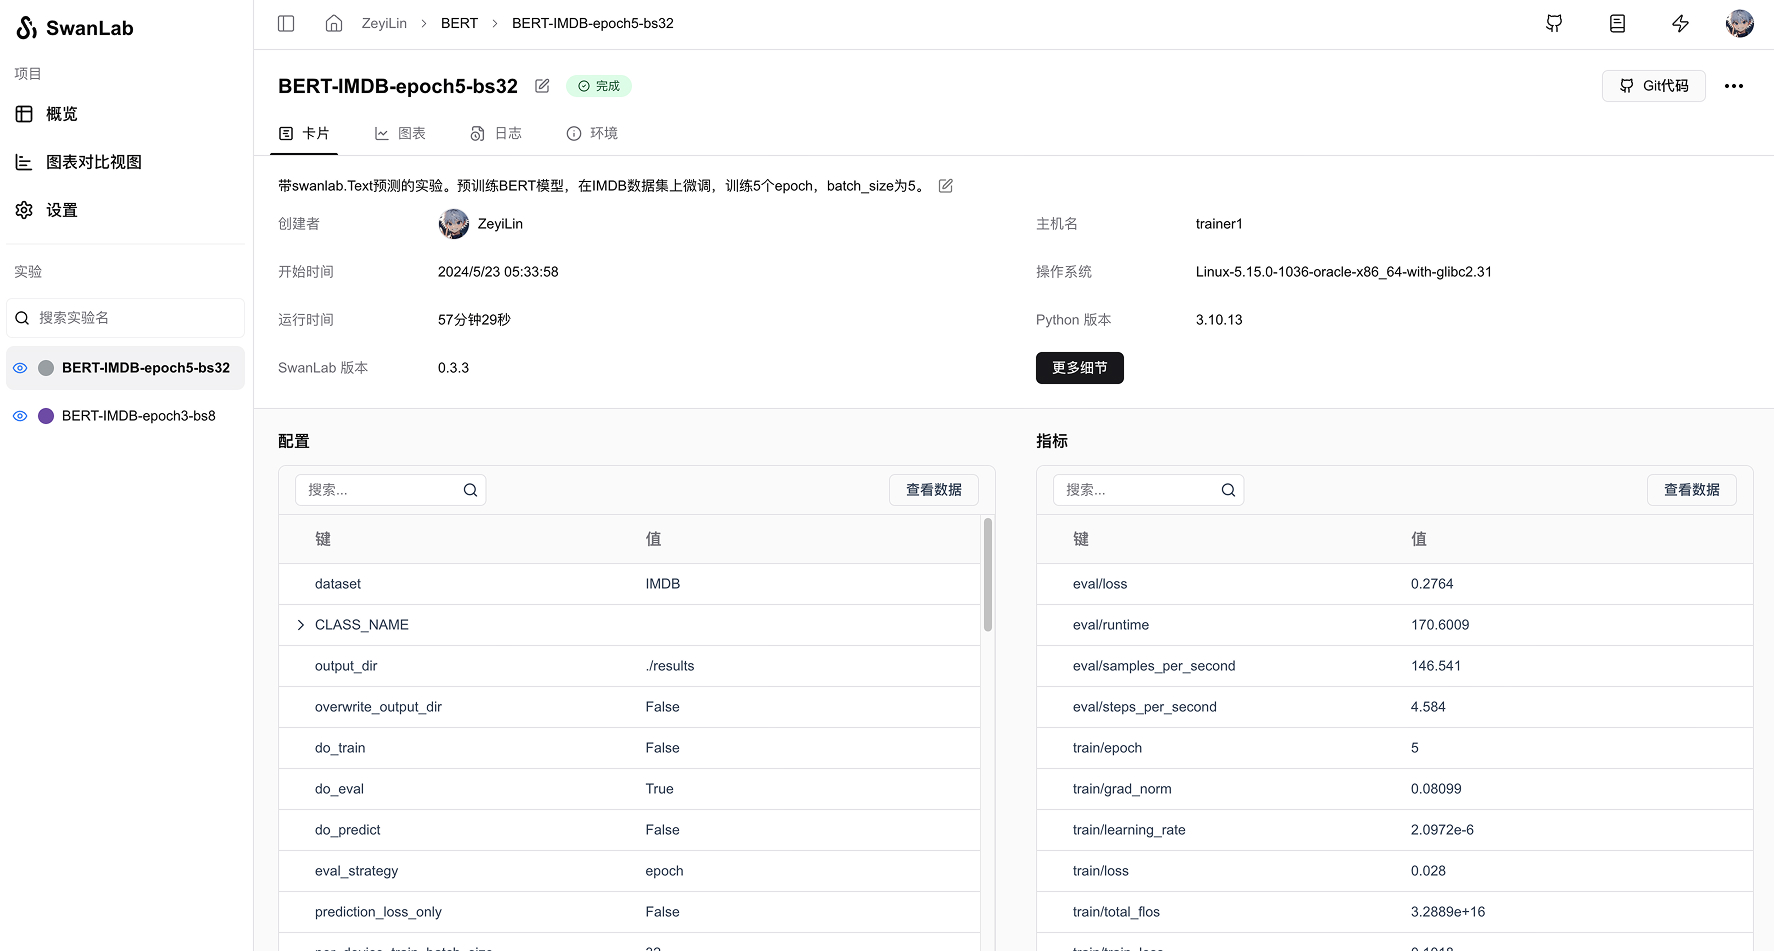 SwanLab
项目
概览
图表对比视图
设置
实验
搜索实验名
BERT-IMDB-epoch5-bs32
BERT-IMDB-epoch3-bs8
ZeyiLin > BERT > BERT-IMDB-epoch5-bs32
BERT-IMDB-epoch5-bs32 完成
Git代码
卡片 图表 日志 环境
带swanlab.Text预测的实验。预训练BERT模型，在IMDB数据集上微调，训练5个epoch，batch_size为5。
创建者 ZeyiLin
开始时间 2024/5/23 05:33:58
运行时间 57分钟29秒
SwanLab 版本 0.3.3
主机名 trainer1
操作系统 Linux-5.15.0-1036-oracle-x86_64-with-glibc2.31
Python 版本 3.10.13
更多细节
配置
搜索... 查看数据
键 值
dataset IMDB
CLASS_NAME
output_dir ./results
overwrite_output_dir False
do_train False
do_eval True
do_predict False
eval_strategy epoch
prediction_loss_only False
per_device_train_batch_size 32
指标
搜索... 查看数据
键 值
eval/loss 0.2764
eval/runtime 170.6009
eval/samples_per_second 146.541
eval/steps_per_second 4.584
train/epoch 5
train/grad_norm 0.08099
train/learning_rate 2.0972e-6
train/loss 0.028
train/total_flos 3.2889e+16
train/train_loss 0.1018